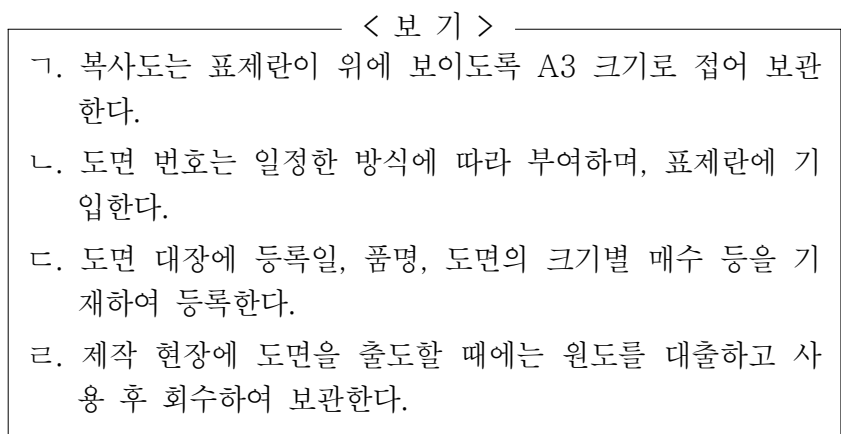 < 보 기 >
ㄱ. 복사도는 표제란이 위에 보이도록 A3 크기로 접어 보관
한다.
ㄴ. 도면 번호는 일정한 방식에 따라 부여하며, 표제란에 기
입한다.
ㄷ. 도면 대장에 등록일, 품명, 도면의 크기별 매수 등을 기
재하여 등록한다.
ㄹ. 제작 현장에 도면을 출도할 때에는 원도를 대출하고 사
용 후 회수하여 보관한다.